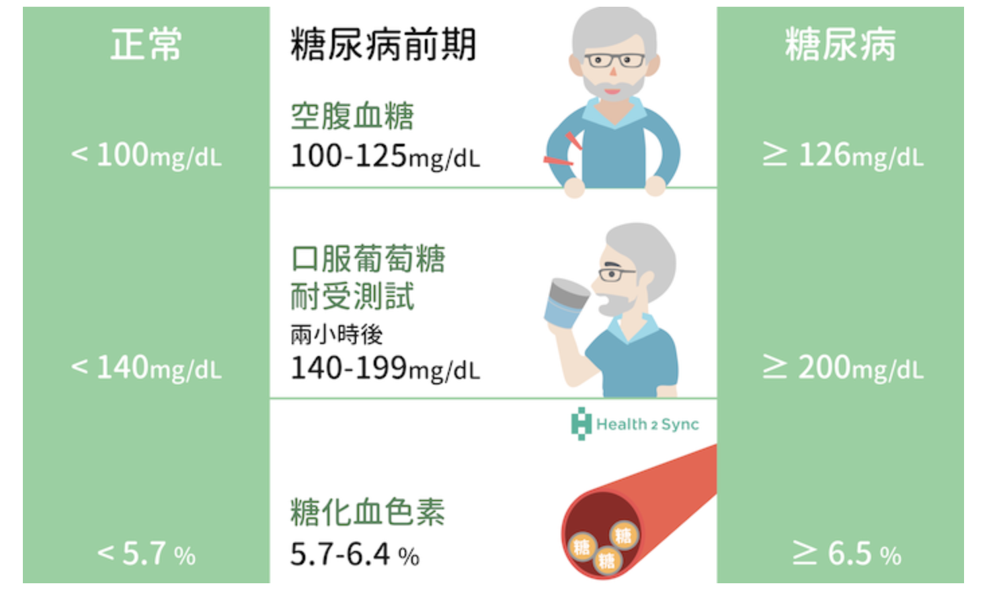 正常
糖尿病前期
糖尿病
空腹血糖
< 100mg/dL
100-125mg/dL
≥ 126mg/dL
口服葡萄糖
耐受測試
兩小時後
< 140mg/dL
140-199mg/dL
≥ 200mg/dL
Health2Sync
糖化血色素
糖
糖
糖
< 5.7 %
5.7-6.4 %
≥ 6.5 %